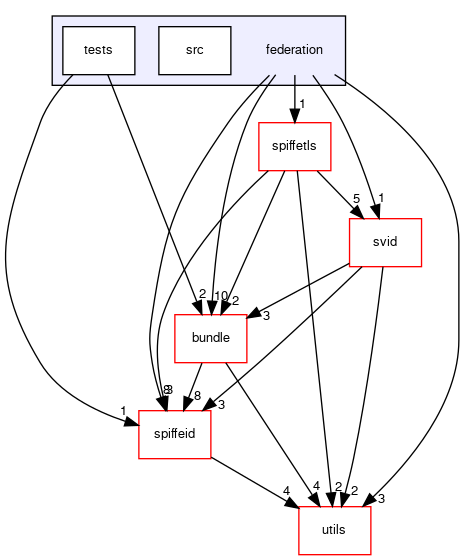 tests
src
federation
1
spiffetls
5
1
svid
2
10
2
3
bundle
8
3
8
3
1
spiffeid
4
4
2
2
3
utils